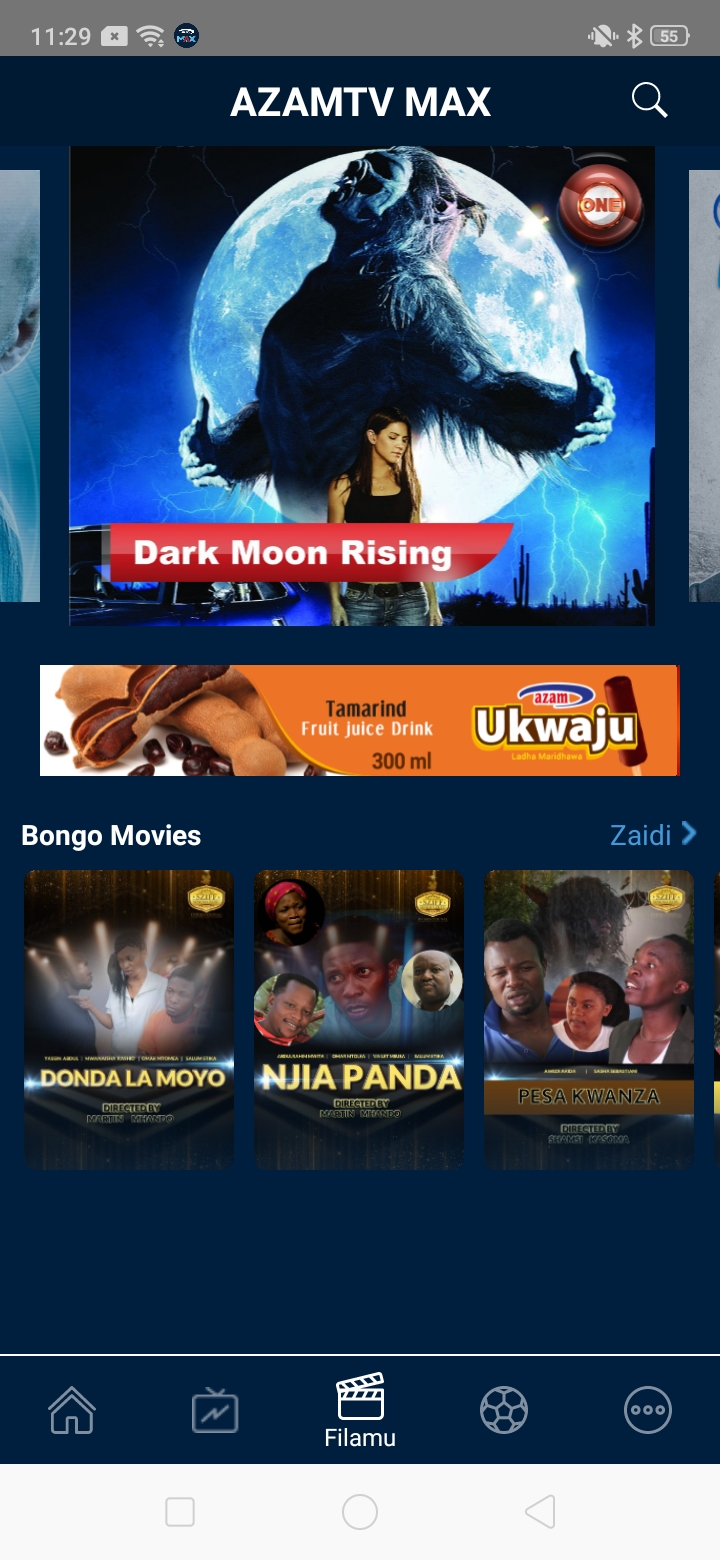 11:29
MX
55
AZAMTV MAX
ONE
Dark Moon Rising
Tamarind
Fruit juice Drink
300 ml
azam
Ukwaju
Ladha Maridhawa
Bongo Movies
Zaidi
DONDA LA MOYO
DIRECTED BY
MARTIN MHANDO
NJIA PANDA
DIRECTED BY
MARTIN MHANDO
PESA KWANZA
DIRECTED BY
SHAMSI KASOMA
Filamu